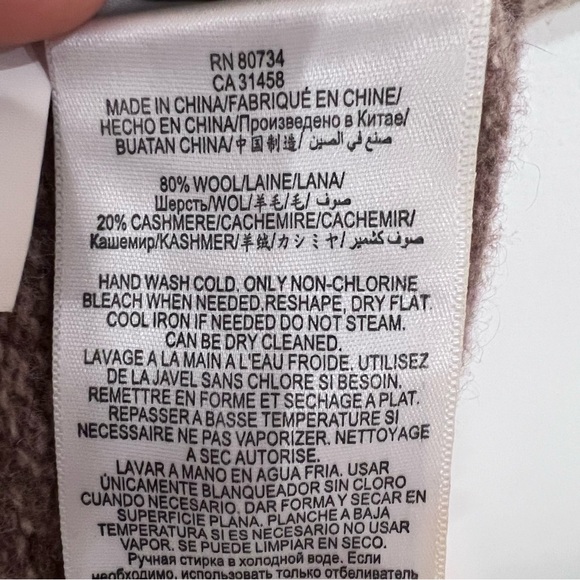 RN 80734
CA 31458
MADE IN CHINA/FABRIQUÉ EN CHINE/
HECHO EN CHINA/Произведено в Китае/
BUATAN CHINA/中国制造/ صنع في الصين
80% WOOL/LAINE/LANA/
Шерсть/WOL/羊毛/毛/ صوف
20% CASHMERE/CACHEMIRE/CACHEMIR/
Кашемир/KASHMER/羊绒/カシミヤ/ صوف كشمير
HAND WASH COLD. ONLY NON-CHLORINE
BLEACH WHEN NEEDED.RESHAPE, DRY FLAT.
COOL IRON IF NEEDED DO NOT STEAM.
CAN BE DRY CLEANED.
LAVAGE A LA MAIN A L'EAU FROIDE. UTILISEZ
DE LA JAVEL SANS CHLORE SI BESOIN.
REMETTRE EN FORME ET SECHAGE A PLAT.
REPASSER A BASSE TEMPERATURE SI
NECESSAIRE NE PAS VAPORIZER. NETTOYAGE
A SEC AUTORISE.
LAVAR A MANO EN AGUA FRIA. USAR
ÚNICAMENTE BLANQUEADOR SIN CLORO
CUANDO NECESARIO. DAR FORMA Y SECAR EN
SUPERFICIE PLANA. PLANCHE A BAJA
TEMPERATURA SI ES NECESARIO NO USAR
VAPOR. SE PUEDE LIMPIAR EN SECO.
Ручная стирка в холодной воде. Если
необходимо, использовать только отбеливатель